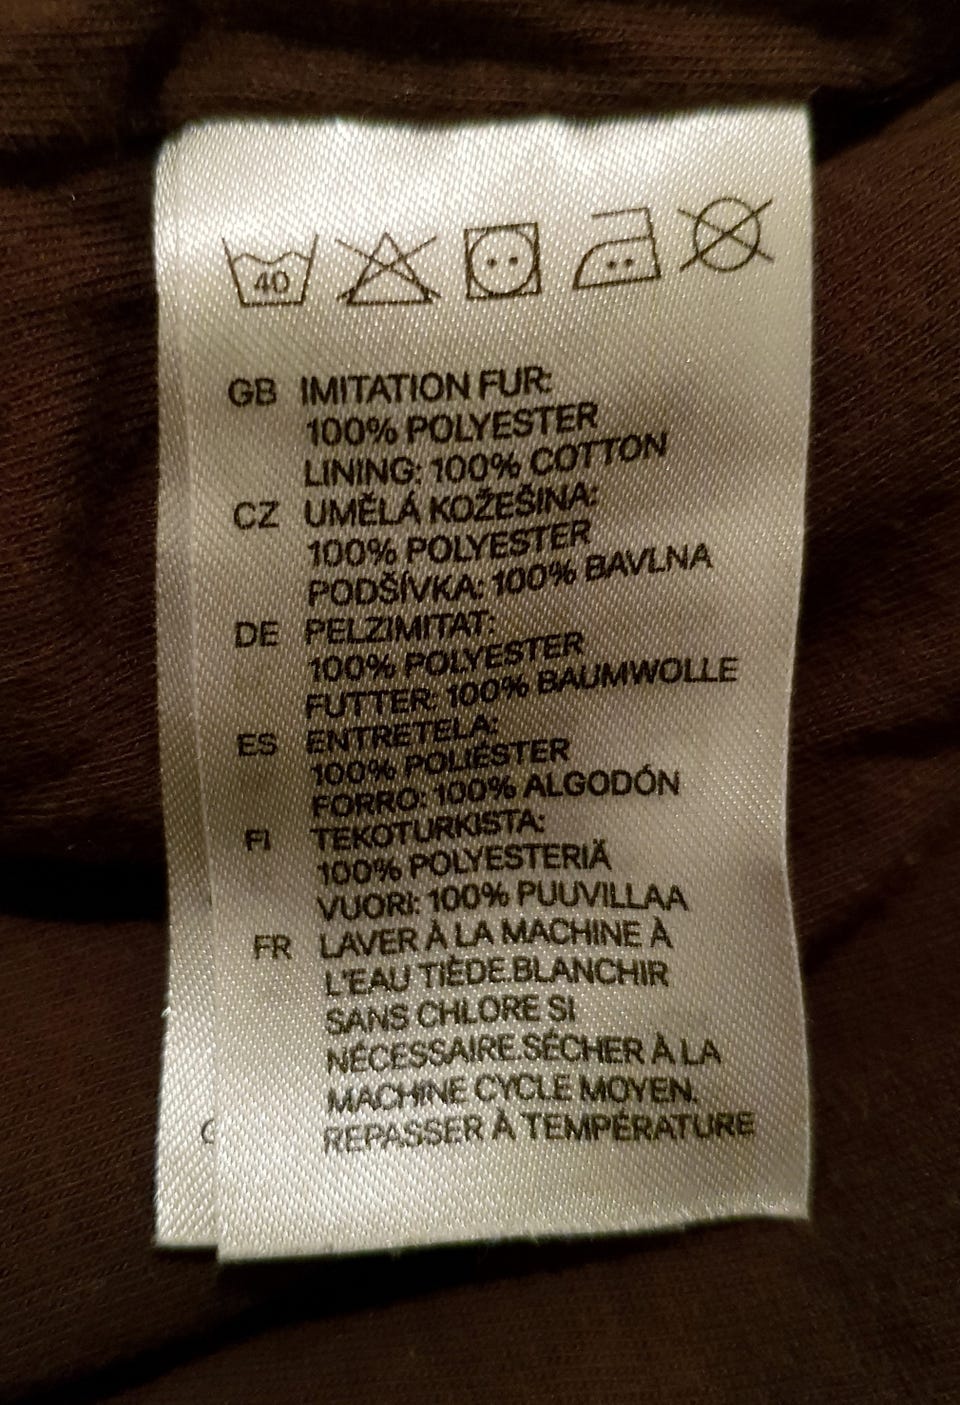 40
GB IMITATION FUR:
100% POLYESTER
LINING: 100% COTTON
CZ UMĚLÁ KOŽEŠINA:
100% POLYESTER
PODŠÍVKA: 100% BAVLNA
DE PELZIMITAT:
100% POLYESTER
FUTTER: 100% BAUMWOLLE
ES ENTRETELA:
100% POLIÉSTER
FORRO: 100% ALGODÓN
FI TEKOTURKISTA:
100% POLYESTERIÄ
VUORI: 100% PUUVILLAA
FR LAVER À LA MACHINE À
L'EAU TIÈDE.BLANCHIR
SANS CHLORE SI
NÉCESSAIRE.SÉCHER À LA
MACHINE CYCLE MOYEN.
REPASSER À TEMPÉRATURE